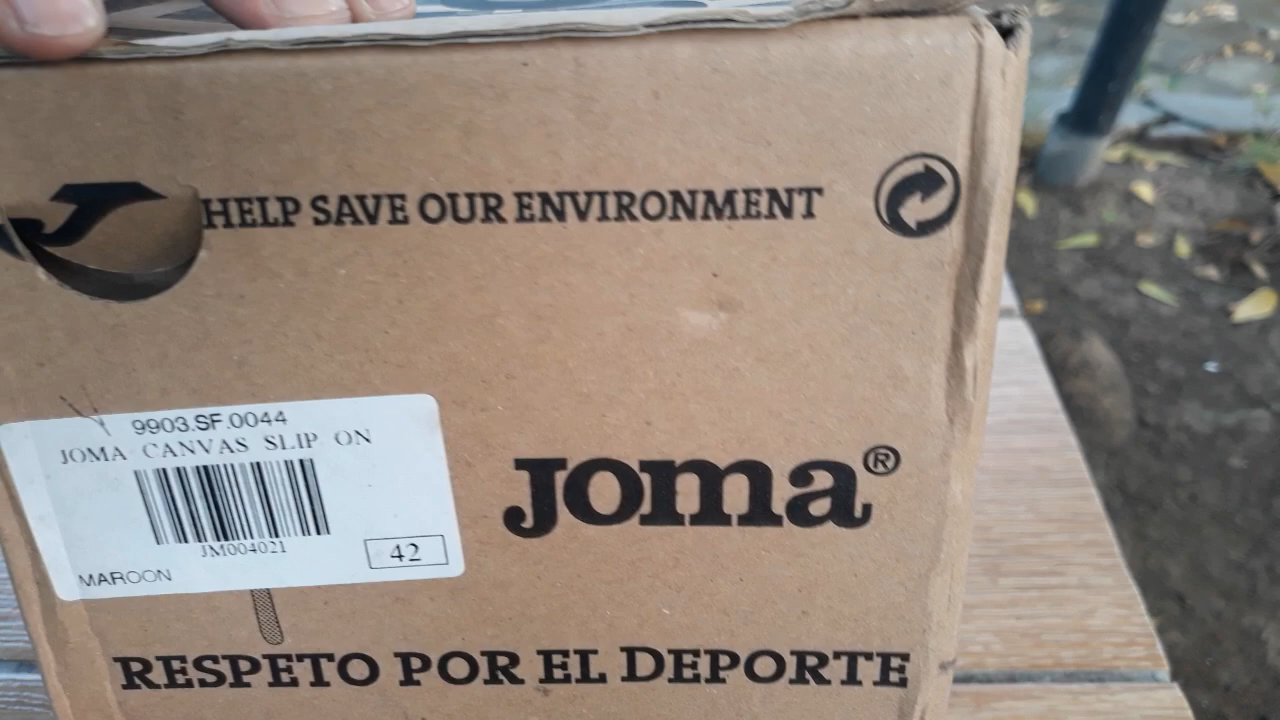 HELP SAVE OUR ENVIRONMENT
9903.SF.0044
JOMA CANVAS SLIP ON
JM004021
42
MAROON
Joma®
RESPETO POR EL DEPORTE